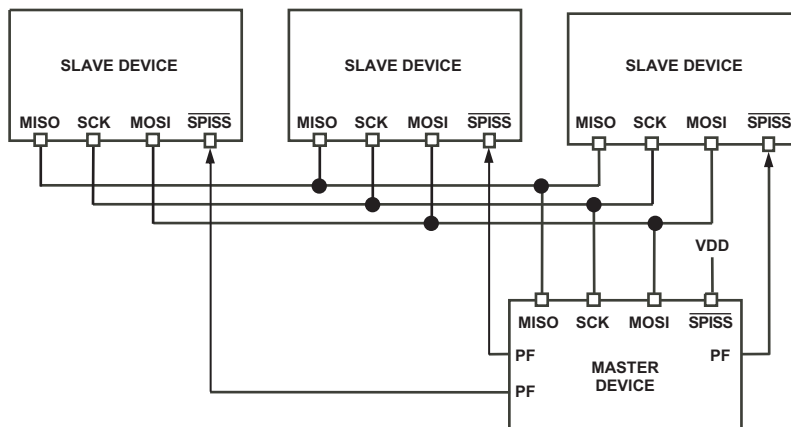 SLAVE DEVICE
MISO SCK MOSI SPISS
SLAVE DEVICE
MISO SCK MOSI SPISS
SLAVE DEVICE
MISO SCK MOSI SPISS
VDD
MISO SCK MOSI SPISS
PF
PF
MASTER
DEVICE
PF